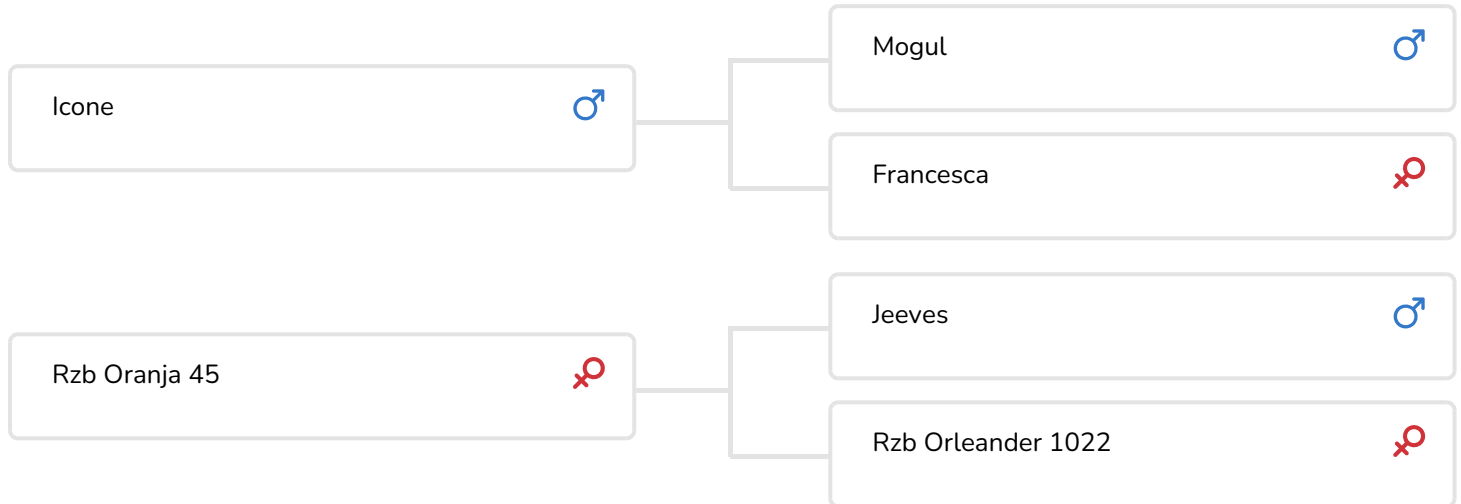 Mogul
Icone
Francesca
Jeeves
Rzb Oranja 45
Rzb Orleander 1022